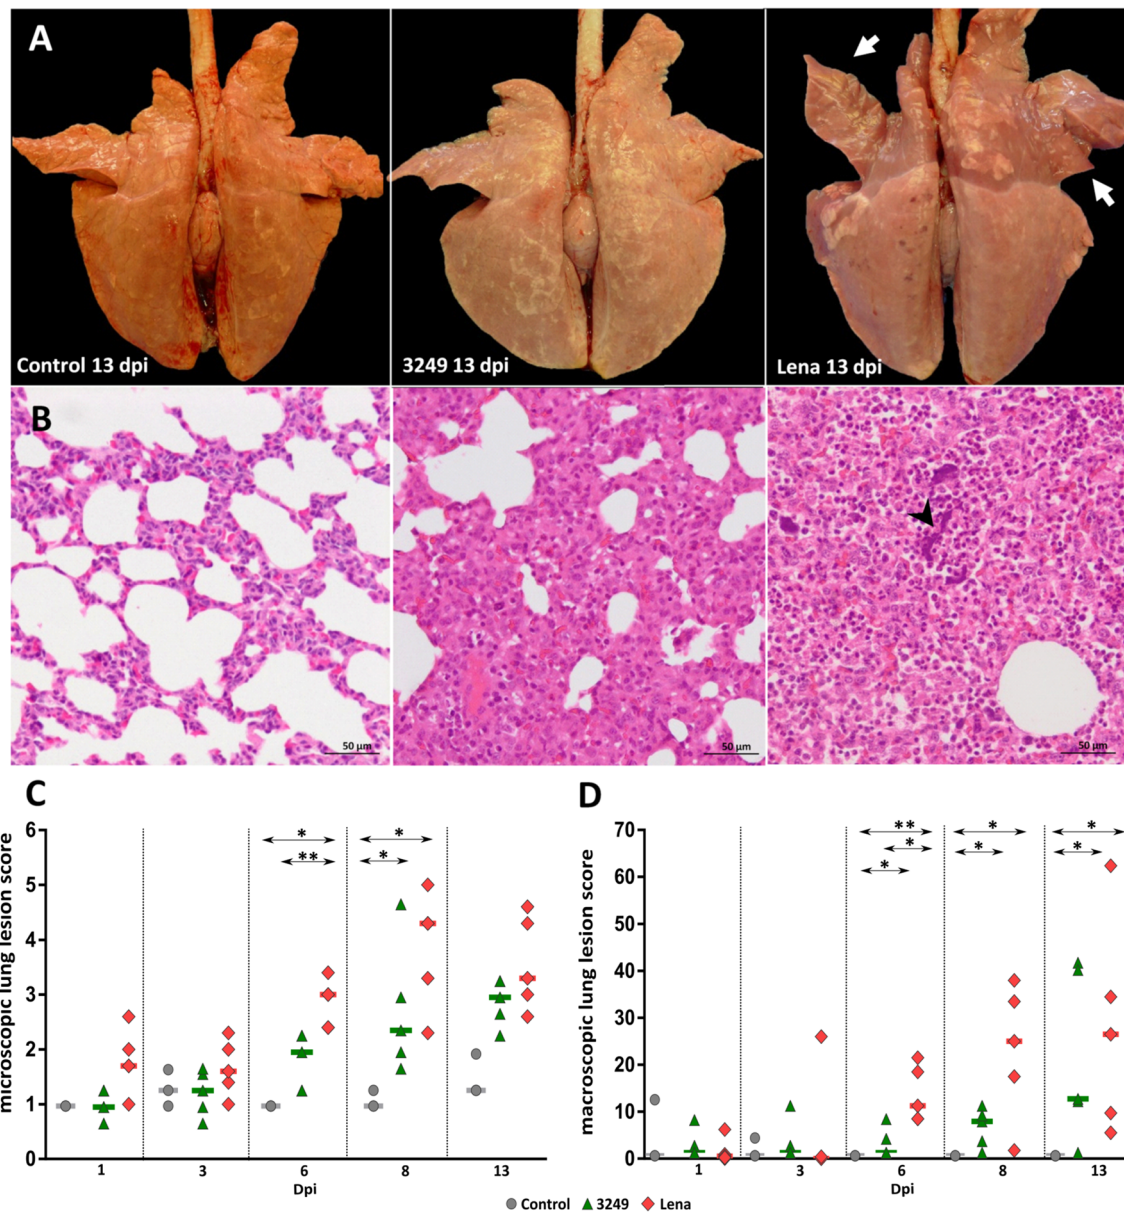 A
Control 13 dpi
3249 13 dpi
Lena 13 dpi
B
50 µm
50 µm
50 µm
C
microscopic lung lesion score
6
5
4
3
2
1
0
*
**
*
*
1
3
6
8
13
Dpi
D
macroscopic lung lesion score
70
60
50
40
30
20
10
0
**
*
*
*
*
*
*
1
3
6
8
13
Dpi
Control
3249
Lena